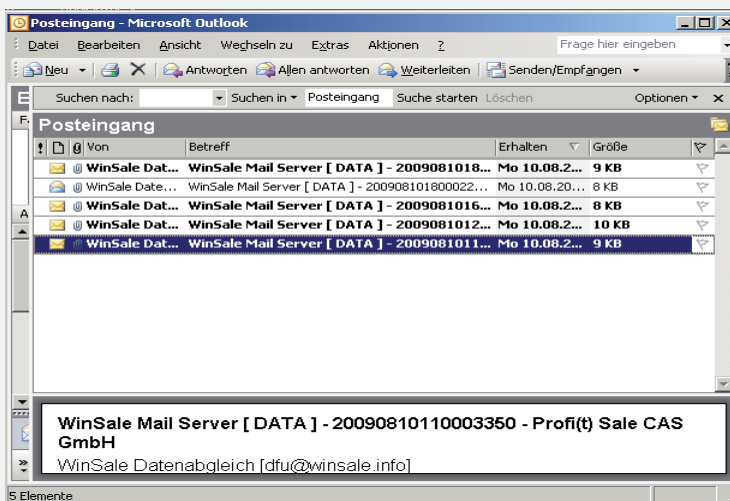 Posteingang - Microsoft Outlook
Datei Bearbeiten Ansicht Wechseln zu Extras Aktionen ? Frage hier eingeben
Neu Antworten Allen antworten Weiterleiten Senden/Empfangen
Suchen nach: Suchen in Posteingang Suche starten Löschen Optionen
Posteingang
! Von Betreff Erhalten Größe
WinSale Dat... WinSale Mail Server [ DATA ] - 2009081018... Mo 10.08.2... 9 KB
WinSale Date... WinSale Mail Server [ DATA ] - 200908101800022... Mo 10.08.20... 8 KB
WinSale Dat... WinSale Mail Server [ DATA ] - 2009081016... Mo 10.08.2... 8 KB
WinSale Dat... WinSale Mail Server [ DATA ] - 2009081012... Mo 10.08.2... 10 KB
WinSale Dat... WinSale Mail Server [ DATA ] - 2009081011... Mo 10.08.2... 9 KB
WinSale Mail Server [ DATA ] - 20090810110003350 - Profi(t) Sale CAS
GmbH
WinSale Datenabgleich [dfu@winsale.info]
5 Elemente